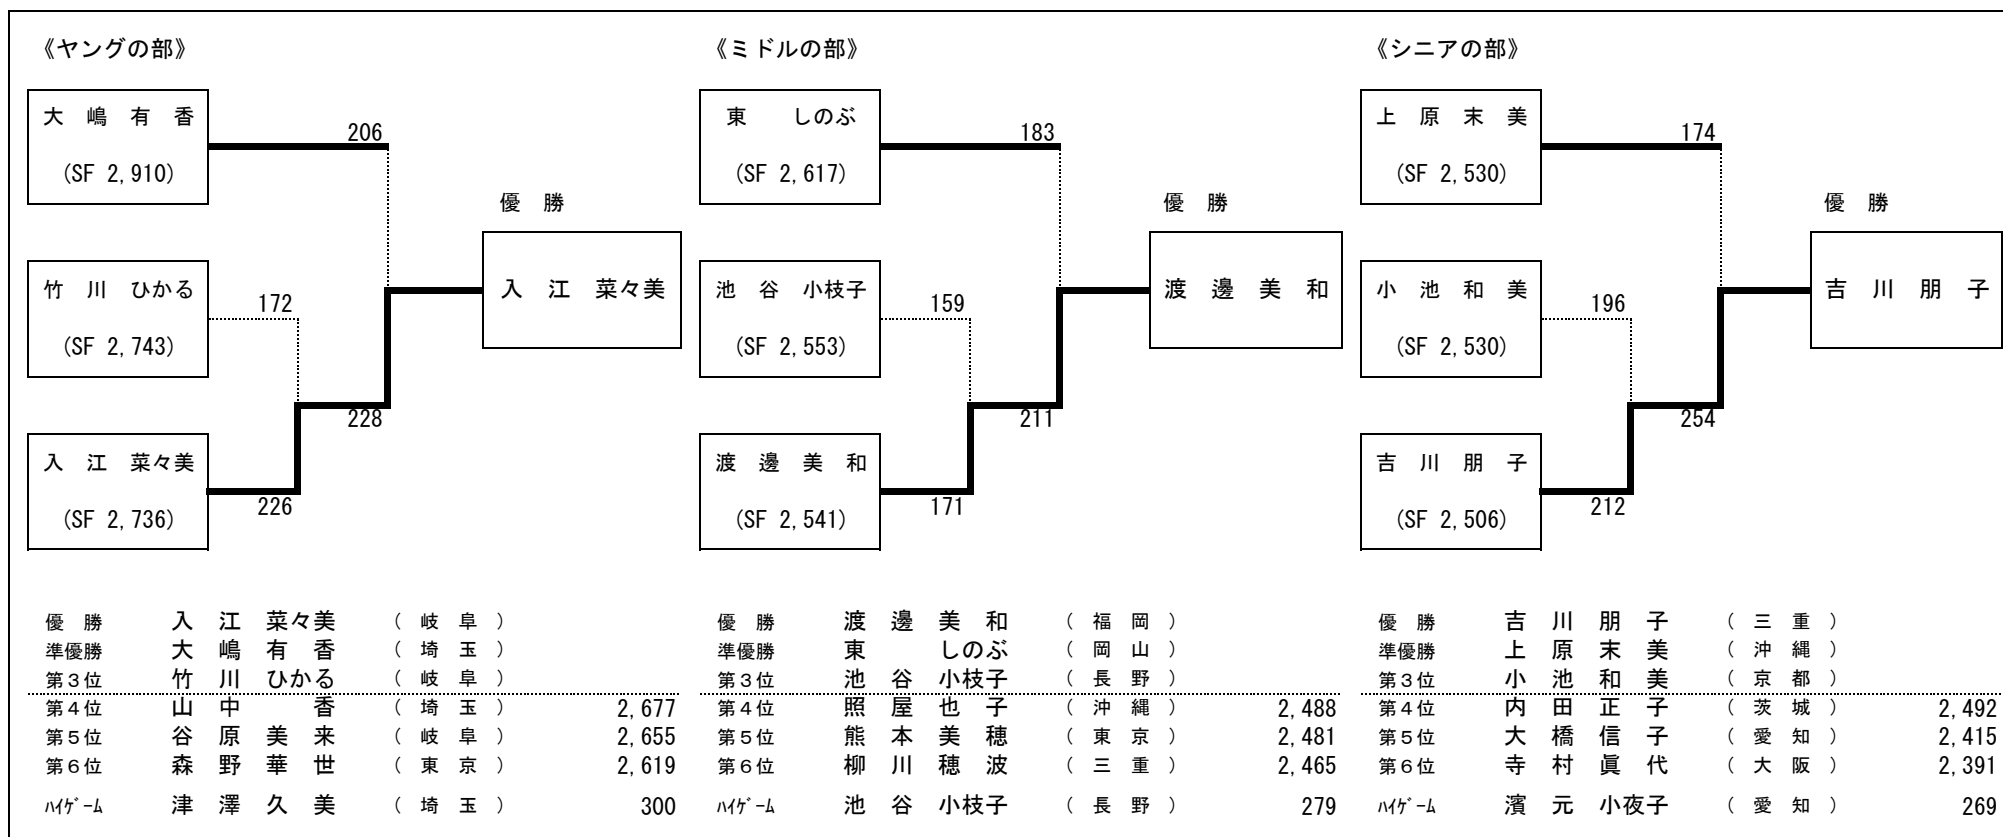 《ヤングの部》
大 嶋 有 香
(SF 2,910)
206
竹 川 ひかる
(SF 2,743)
172
優 勝
入 江 菜々美
228
入 江 菜々美
(SF 2,736)
226
《ミドルの部》
東 しのぶ
(SF 2,617)
183
池 谷 小枝子
(SF 2,553)
159
優 勝
渡 邊 美 和
211
渡 邊 美 和
(SF 2,541)
171
《シニアの部》
上 原 末 美
(SF 2,530)
174
小 池 和 美
(SF 2,530)
196
優 勝
吉 川 朋 子
254
吉 川 朋 子
(SF 2,506)
212
優 勝 入 江 菜々美 ( 岐 阜 )
準優勝 大 嶋 有 香 ( 埼 玉 )
第3位 竹 川 ひかる ( 岐 阜 )
第4位 山 中 香 ( 埼 玉 ) 2,677
第5位 谷 原 美 来 ( 岐 阜 ) 2,655
第6位 森 野 華 世 ( 東 京 ) 2,619
ﾊｲｹﾞｰﾑ 津 澤 久 美 ( 埼 玉 ) 300
優 勝 渡 邊 美 和 ( 福 岡 )
準優勝 東 しのぶ ( 岡 山 )
第3位 池 谷 小枝子 ( 長 野 )
第4位 照 屋 也 子 ( 沖 縄 ) 2,488
第5位 熊 本 美 穂 ( 東 京 ) 2,481
第6位 柳 川 穂 波 ( 三 重 ) 2,465
ﾊｲｹﾞｰﾑ 池 谷 小枝子 ( 長 野 ) 279
優 勝 吉 川 朋 子 ( 三 重 )
準優勝 上 原 末 美 ( 沖 縄 )
第3位 小 池 和 美 ( 京 都 )
第4位 内 田 正 子 ( 茨 城 ) 2,492
第5位 大 橋 信 子 ( 愛 知 ) 2,415
第6位 寺 村 眞 代 ( 大 阪 ) 2,391
ﾊｲｹﾞｰﾑ 濱 元 小夜子 ( 愛 知 ) 269